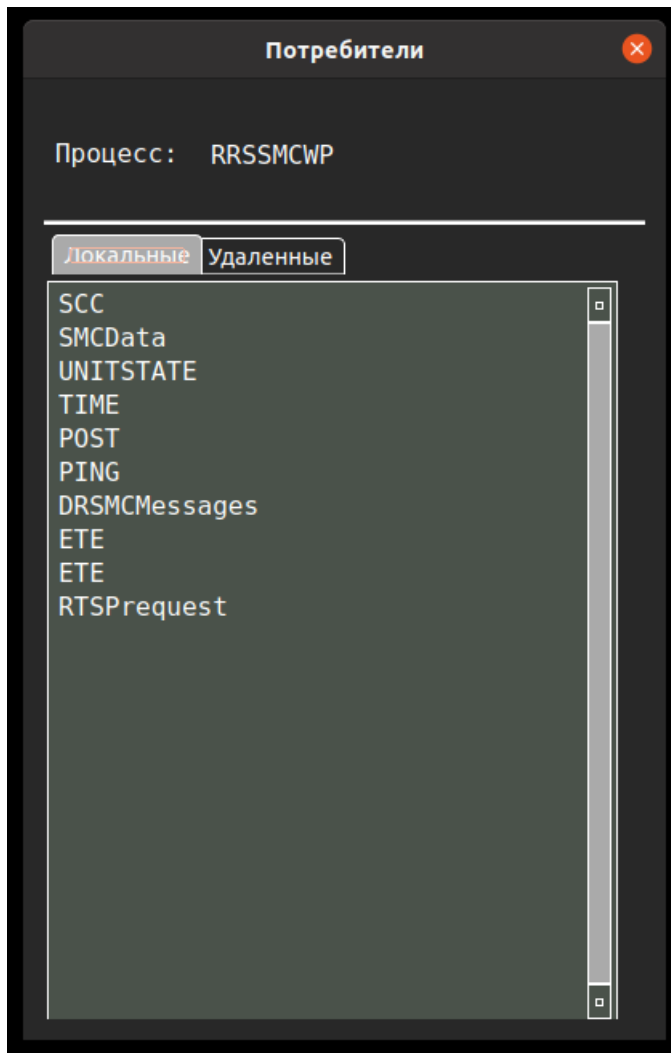 Потребители
Процесс: RRSSMCWP
Локальные Удаленные
SCC
SMCData
UNITSTATE
TIME
POST
PING
DRSMCMessages
ETE
ETE
RTSPrequest